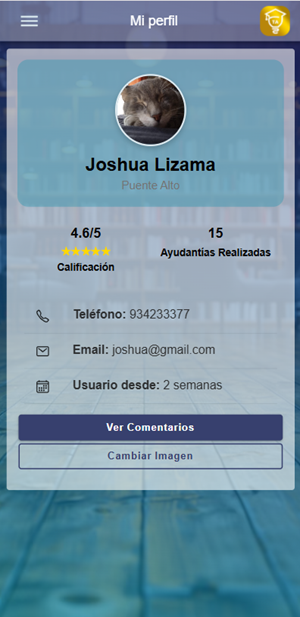 Mi perfil
Joshua Lizama
Puente Alto
4.6/5
15
Calificación
Ayudantías Realizadas
Teléfono: 934233377
Email: joshua@gmail.com
Usuario desde: 2 semanas
Ver Comentarios
Cambiar Imagen